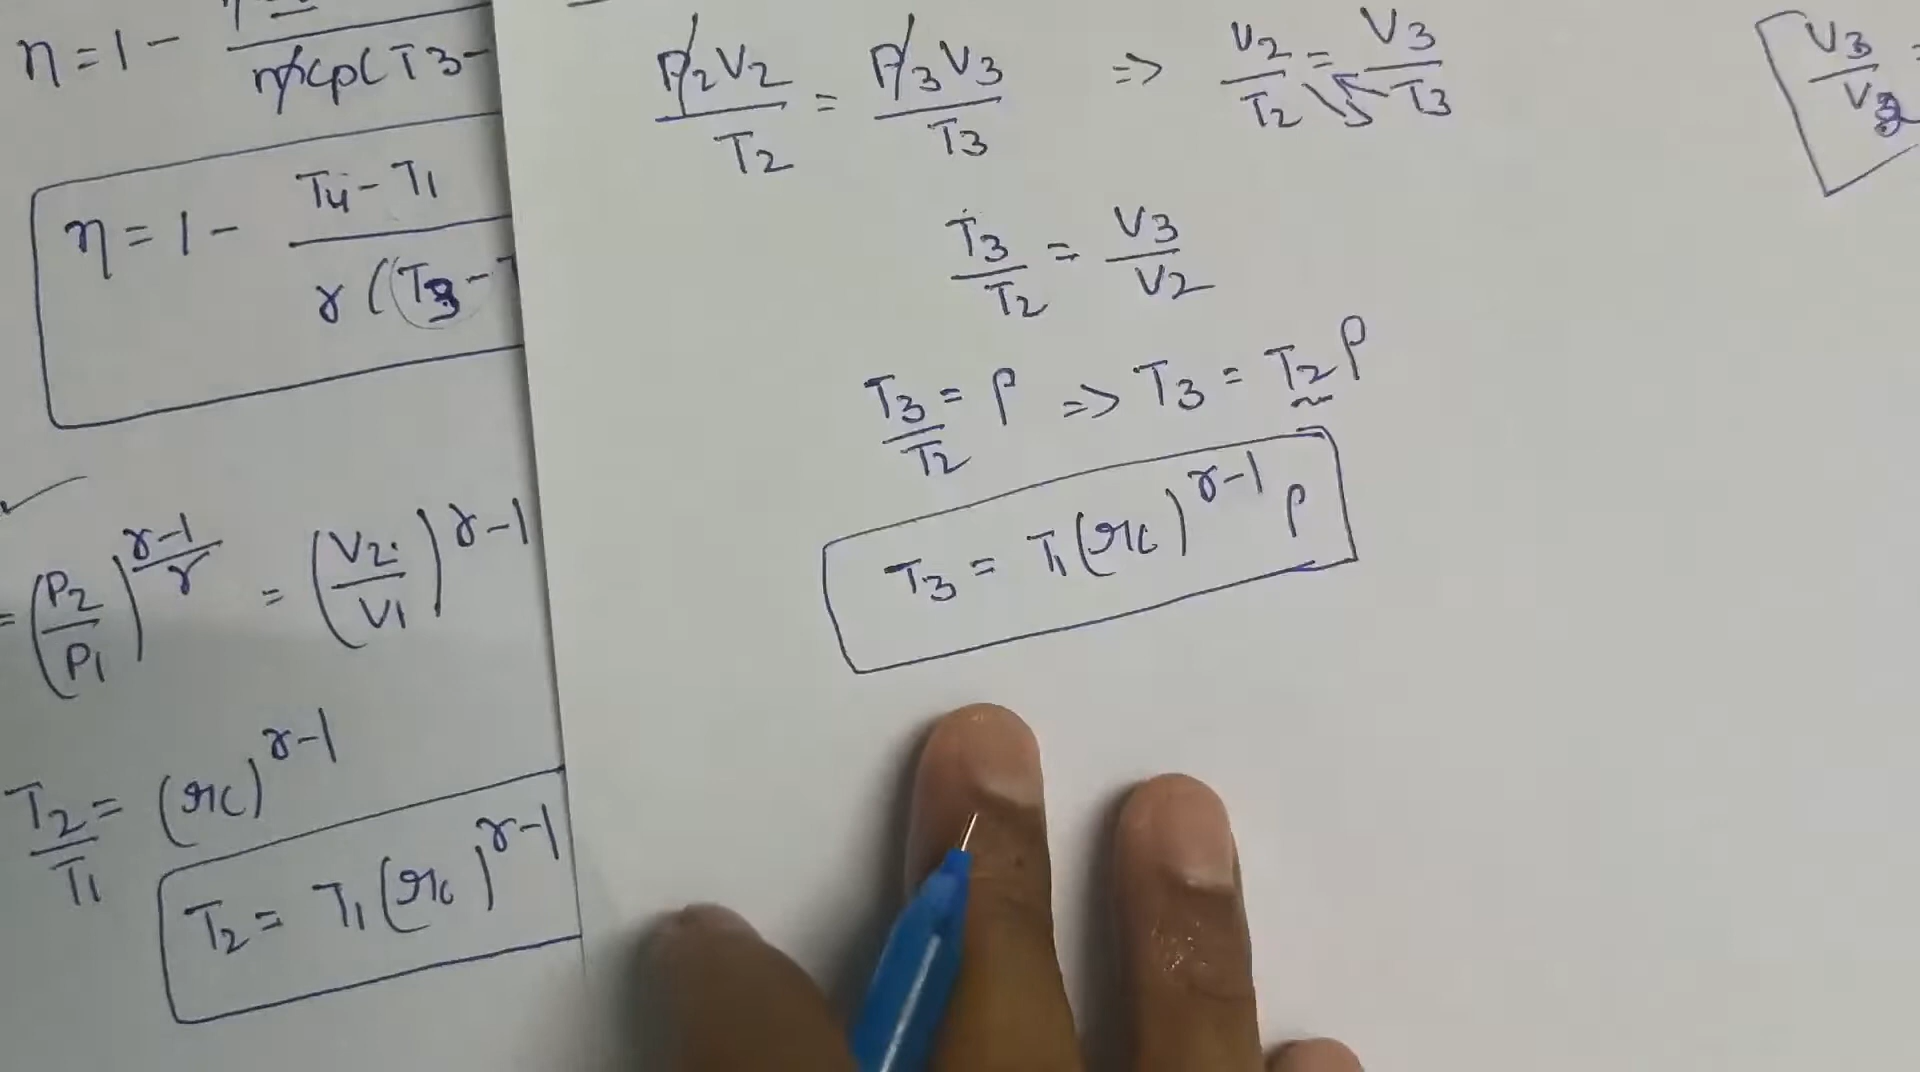 η = 1 - / m̸cp(T3 -
η = 1 - T4 - T1 / γ((T3 - T
= (P2/P1)^γ-1/γ = (V2/V1)^γ-1
T2/T1 = (rc)^γ-1
T2 = T1(rc)^γ-1
P2V2/T2 = P3V3/T3 => V2/T2 = V3/T3
T3/T2 = V3/V2
T3/T2 = ρ => T3 = T2ρ
T3 = T1(rc)^γ-1 ρ
V3/V2 =